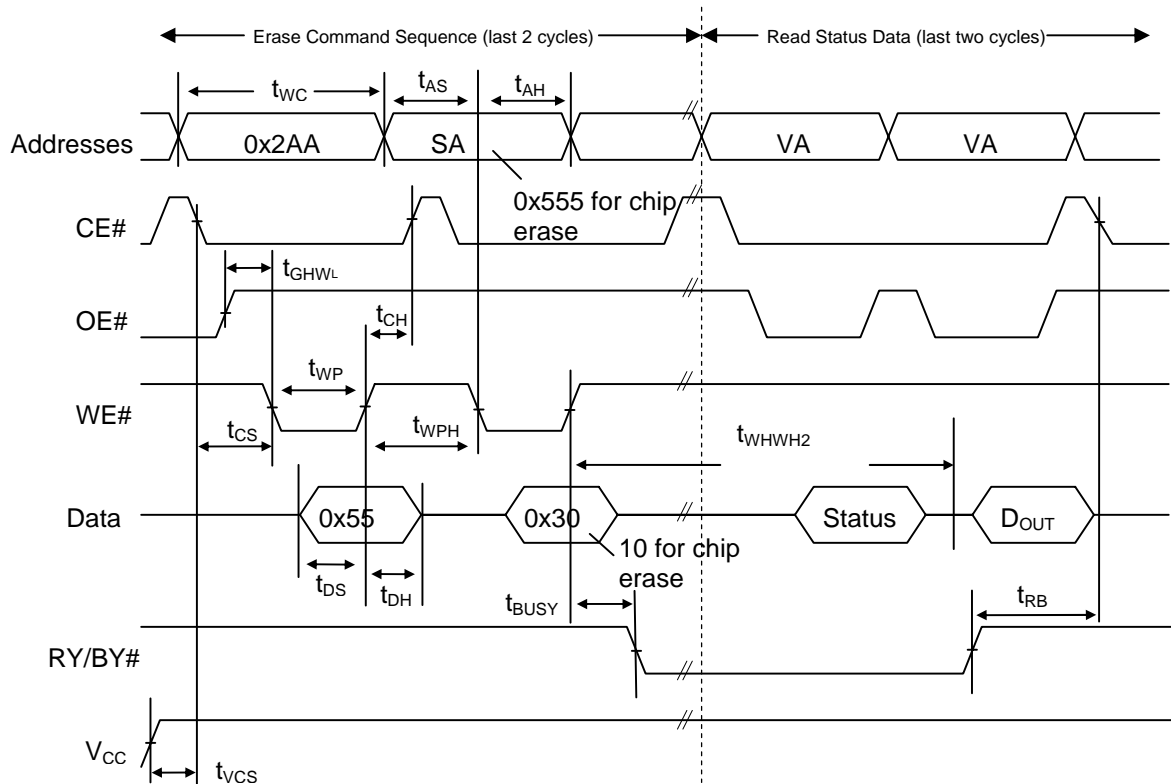 Erase Command Sequence (last 2 cycles)
Read Status Data (last two cycles)
tWC
tAS
tAH
Addresses
0x2AA
SA
VA
VA
0x555 for chip
erase
CE#
tGHWL
OE#
tCH
tWP
WE#
tCS
tWPH
tWHWH2
Data
0x55
0x30
Status
DOUT
10 for chip
erase
tDS
tDH
tBUSY
tRB
RY/BY#
VCC
tVCS